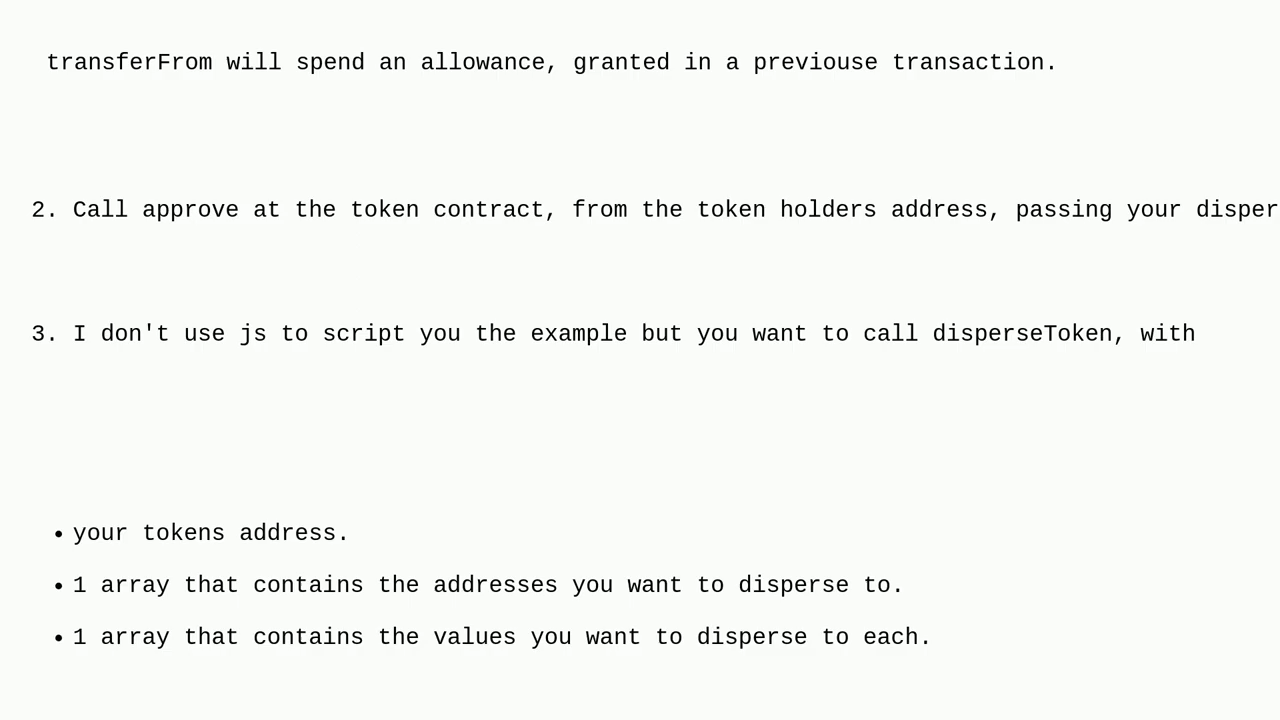 transferFrom will spend an allowance, granted in a previouse transaction.
2. Call approve at the token contract, from the token holders address, passing your disper
3. I don't use js to script you the example but you want to call disperseToken, with
• your tokens address.
• 1 array that contains the addresses you want to disperse to.
• 1 array that contains the values you want to disperse to each.